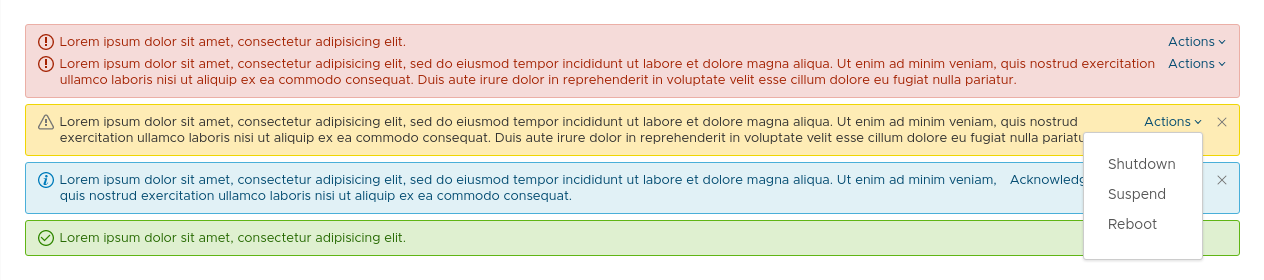 Lorem ipsum dolor sit amet, consectetur adipisicing elit. Actions
Lorem ipsum dolor sit amet, consectetur adipisicing elit, sed do eiusmod tempor incididunt ut labore et dolore magna aliqua. Ut enim ad minim veniam, quis nostrud exercitation Actions
ullamco laboris nisi ut aliquip ex ea commodo consequat. Duis aute irure dolor in reprehenderit in voluptate velit esse cillum dolore eu fugiat nulla pariatur.
Lorem ipsum dolor sit amet, consectetur adipisicing elit, sed do eiusmod tempor incididunt ut labore et dolore magna aliqua. Ut enim ad minim veniam, quis nostrud Actions
exercitation ullamco laboris nisi ut aliquip ex ea commodo consequat. Duis aute irure dolor in reprehenderit in voluptate velit esse cillum dolore eu fugiat nulla
Shutdown
Suspend
Reboot
Lorem ipsum dolor sit amet, consectetur adipisicing elit, sed do eiusmod tempor incididunt ut labore et dolore magna aliqua. Ut enim ad minim veniam,
quis nostrud exercitation ullamco laboris nisi ut aliquip ex ea commodo consequat.
Lorem ipsum dolor sit amet, consectetur adipisicing elit.